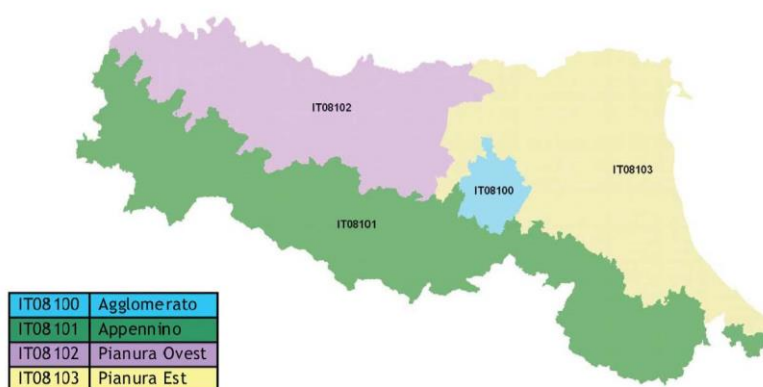 IT08102
IT08103
IT08100
IT08101
IT08100 Agglomerato
IT08101 Appennino
IT08102 Pianura Ovest
IT08103 Pianura Est